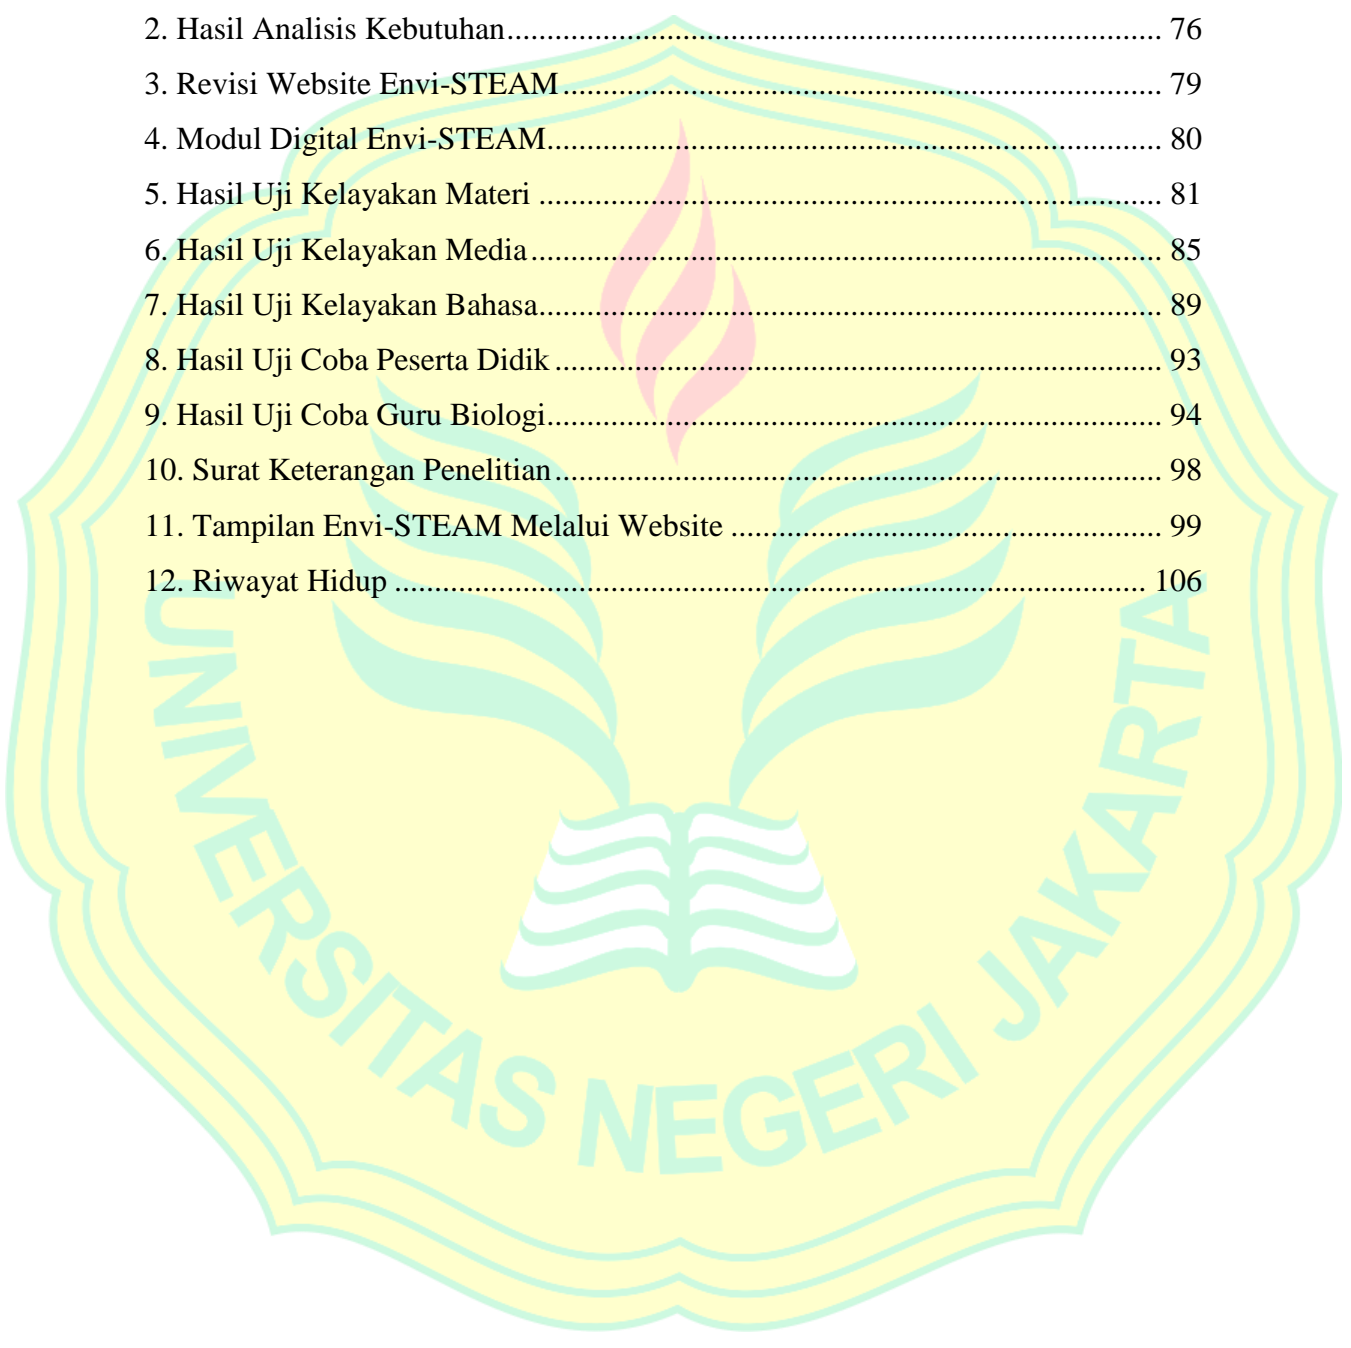 2. Hasil Analisis Kebutuhan.................................................................................. 76
3. Revisi Website Envi-STEAM........................................................................... 79
4. Modul Digital Envi-STEAM............................................................................. 80
5. Hasil Uji Kelayakan Materi .............................................................................. 81
6. Hasil Uji Kelayakan Media............................................................................... 85
7. Hasil Uji Kelayakan Bahasa.............................................................................. 89
8. Hasil Uji Coba Peserta Didik............................................................................ 93
9. Hasil Uji Coba Guru Biologi............................................................................. 94
10. Surat Keterangan Penelitian............................................................................ 98
11. Tampilan Envi-STEAM Melalui Website ...................................................... 99
12. Riwayat Hidup .............................................................................................. 106
UNIVERSITAS NEGERI JAKARTA